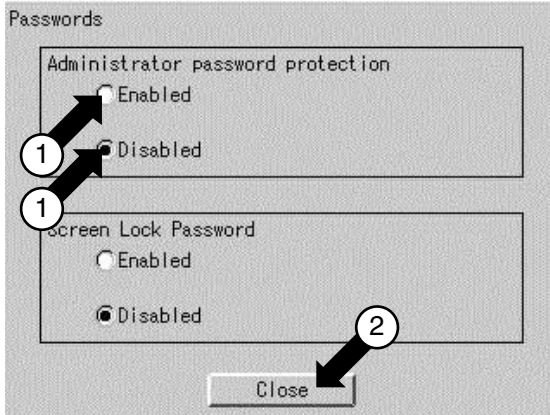 Passwords
Administrator password protection
Enabled
1
Disabled
1
Screen Lock Password
Enabled
Disabled
2
Close